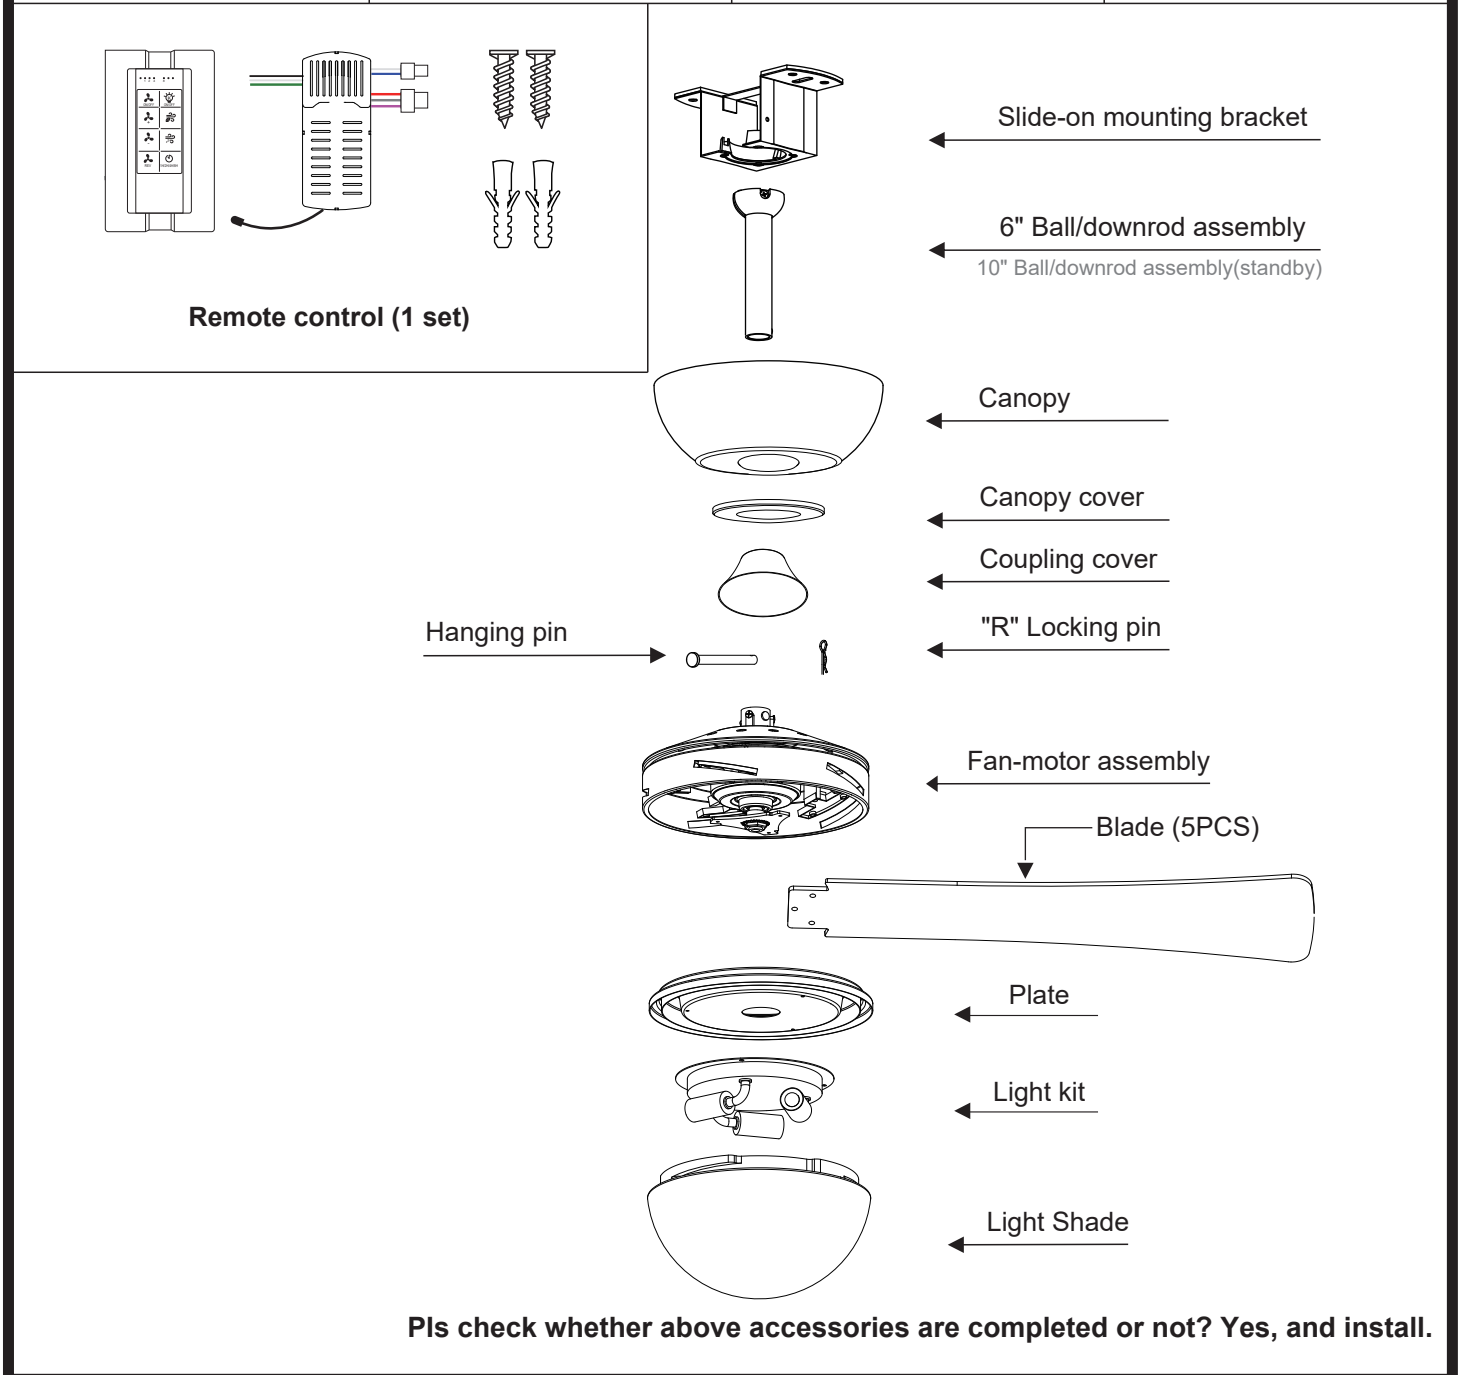 Remote control (1 set)
Slide-on mounting bracket
6" Ball/downrod assembly
10" Ball/downrod assembly(standby)
Canopy
Canopy cover
Coupling cover
Hanging pin
"R" Locking pin
Fan-motor assembly
Blade (5PCS)
Plate
Light kit
Light Shade
Pls check whether above accessories are completed or not? Yes, and install.